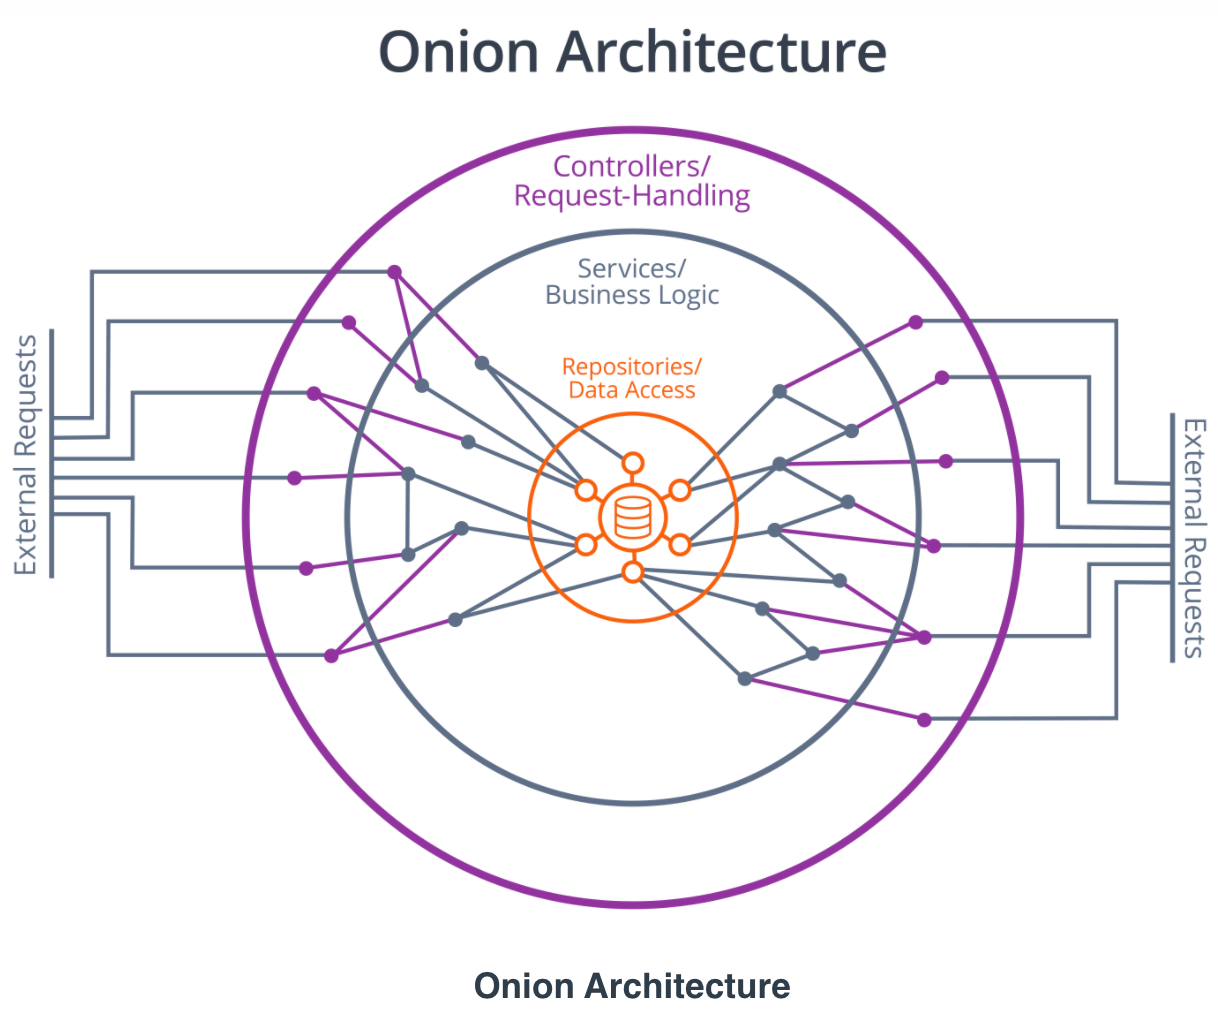 Onion Architecture
Controllers/
Request-Handling
Services/
Business Logic
Repositories/
Data Access
External Requests
External Requests
Onion Architecture